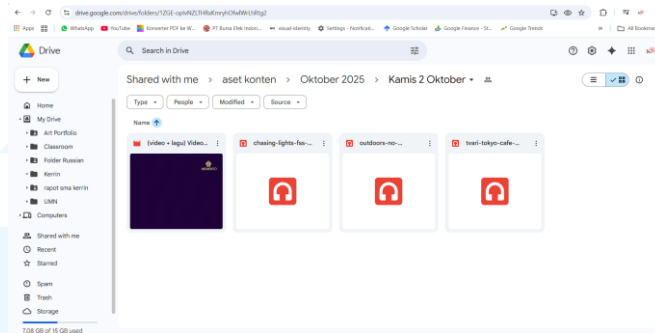 drive.google.com/drive/folders/
Apps
WhatsApp
YouTube
Konverter PDF ke W...
PT Bursa Efek Indon...
visual-identity
Settings - Notificati...
Google Scholar
Google Finance - St...
Google Trends
»
All Bookmarks
Drive
Search in Drive
New
Home
My Drive
Art Portfolio
Classroom
Folder Russian
Kerrin
rapot sma kerrin
UMN
Computers
Shared with me
Recent
Starred
Spam
Trash
Storage
7.08 GB of 15 GB used
Shared with me > aset konten > Oktober 2025 > Kamis 2 Oktober
Type People Modified Source
Name
(video + lagu) Video...
chasing-lights-fss-...
outdoors-no-...
tvari-tokyo-cafe-...